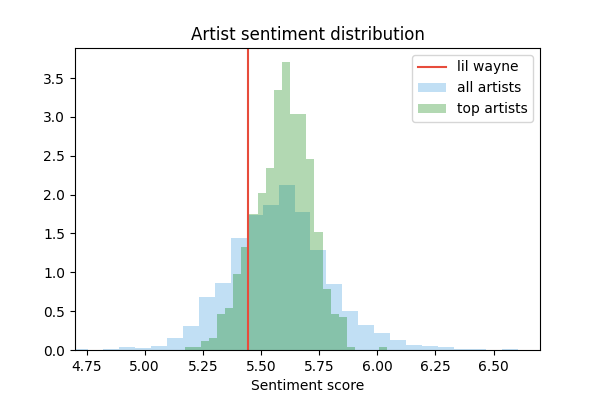 Artist sentiment distribution
lil wayne
all artists
top artists
3.5
3.0
2.5
2.0
1.5
1.0
0.5
0.0
4.75 5.00 5.25 5.50 5.75 6.00 6.25 6.50
Sentiment score